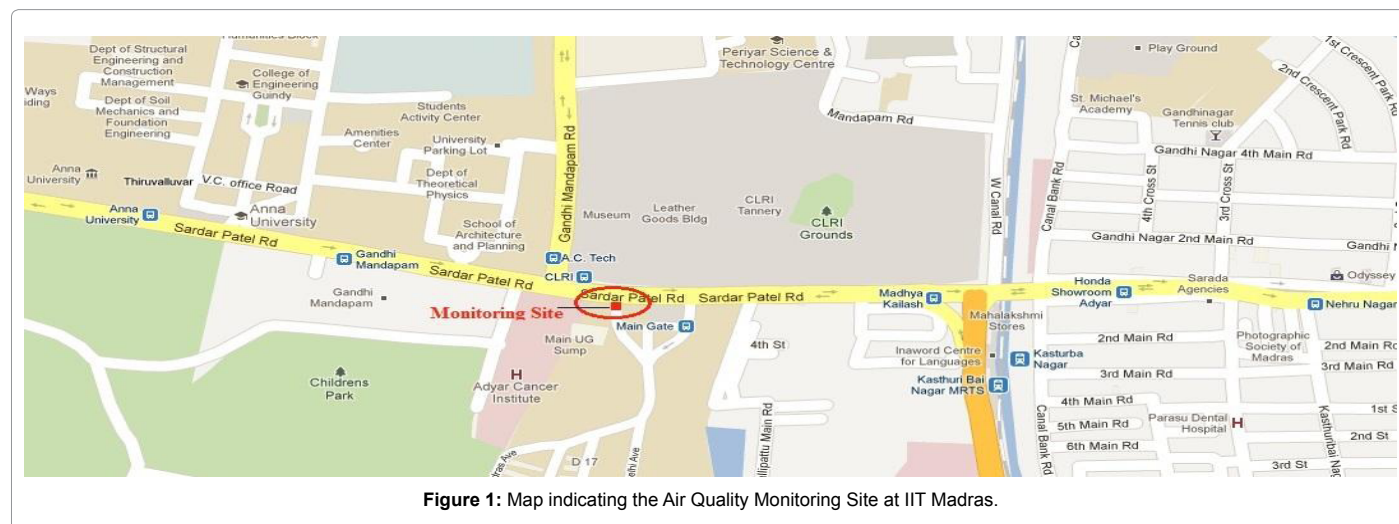 Humanities Block
Dept of Structural
Engineering and
Construction
Management
College of
Engineering
Guindy
Ways
iding
Dept of Soil
Mechanics and
Foundation
Engineering
Students
Activity Center
Amenities
Center
University
Parking Lot
Dept of
Theoretical
Physics
Anna
University
Thiruvalluvar
V.C. office Road
Anna
University
Anna
University
School of
Architecture
and Planning
Sardar Patel Rd
Gandhi
Mandapam
Sardar Patel Rd
Gandhi
Mandapam
Gandhi Mandapam Rd
A.C. Tech
CLRI
Periyar Science &
Technology Centre
Mandapam Rd
Museum
Leather
Goods Bldg
CLRI
Tannery
CLRI
Grounds
Sardar Patel Rd
Sardar Patel Rd
Monitoring Site
Main Gate
Main UG
Sump
Adyar Cancer
Institute
Childrens
Park
D 17
dras Ave
elhi Ave
4th St
llipattu Main Rd
Madhya
Kailash
Mahalakshmi
Stores
Inaword Centre
for Languages
Kasthuri Bai
Nagar MRTS
Kasturba
Nagar
W Canal Rd
Ca
Canal Bank Rd
Canal Bank Rd
Play Ground
St. Michael's
Academy
Gandhinagar
Tennis club
1st Crescent Park Rd
2nd Crescent Park Rd
Gandhi Nagar 4th Main Rd
4th Cross St
3rd Cross St
Gandhi Nagar 2nd Main Rd
Gandhi N
Odyssey
Honda
Showroom
Adyar
Sarada
Agencies
Nehru Nagar
2nd Main Rd
Photographic
Society of
Madras
2nd Main Rd
3rd Main Rd
3rd Main Rd
4th Main Rd
5th Main Rd
6th Main Rd
Parasu Dental
Hospital
H
H
1st S
2nd St
3rd St
Kasthuribai Nag
Figure 1: Map indicating the Air Quality Monitoring Site at IIT Madras.